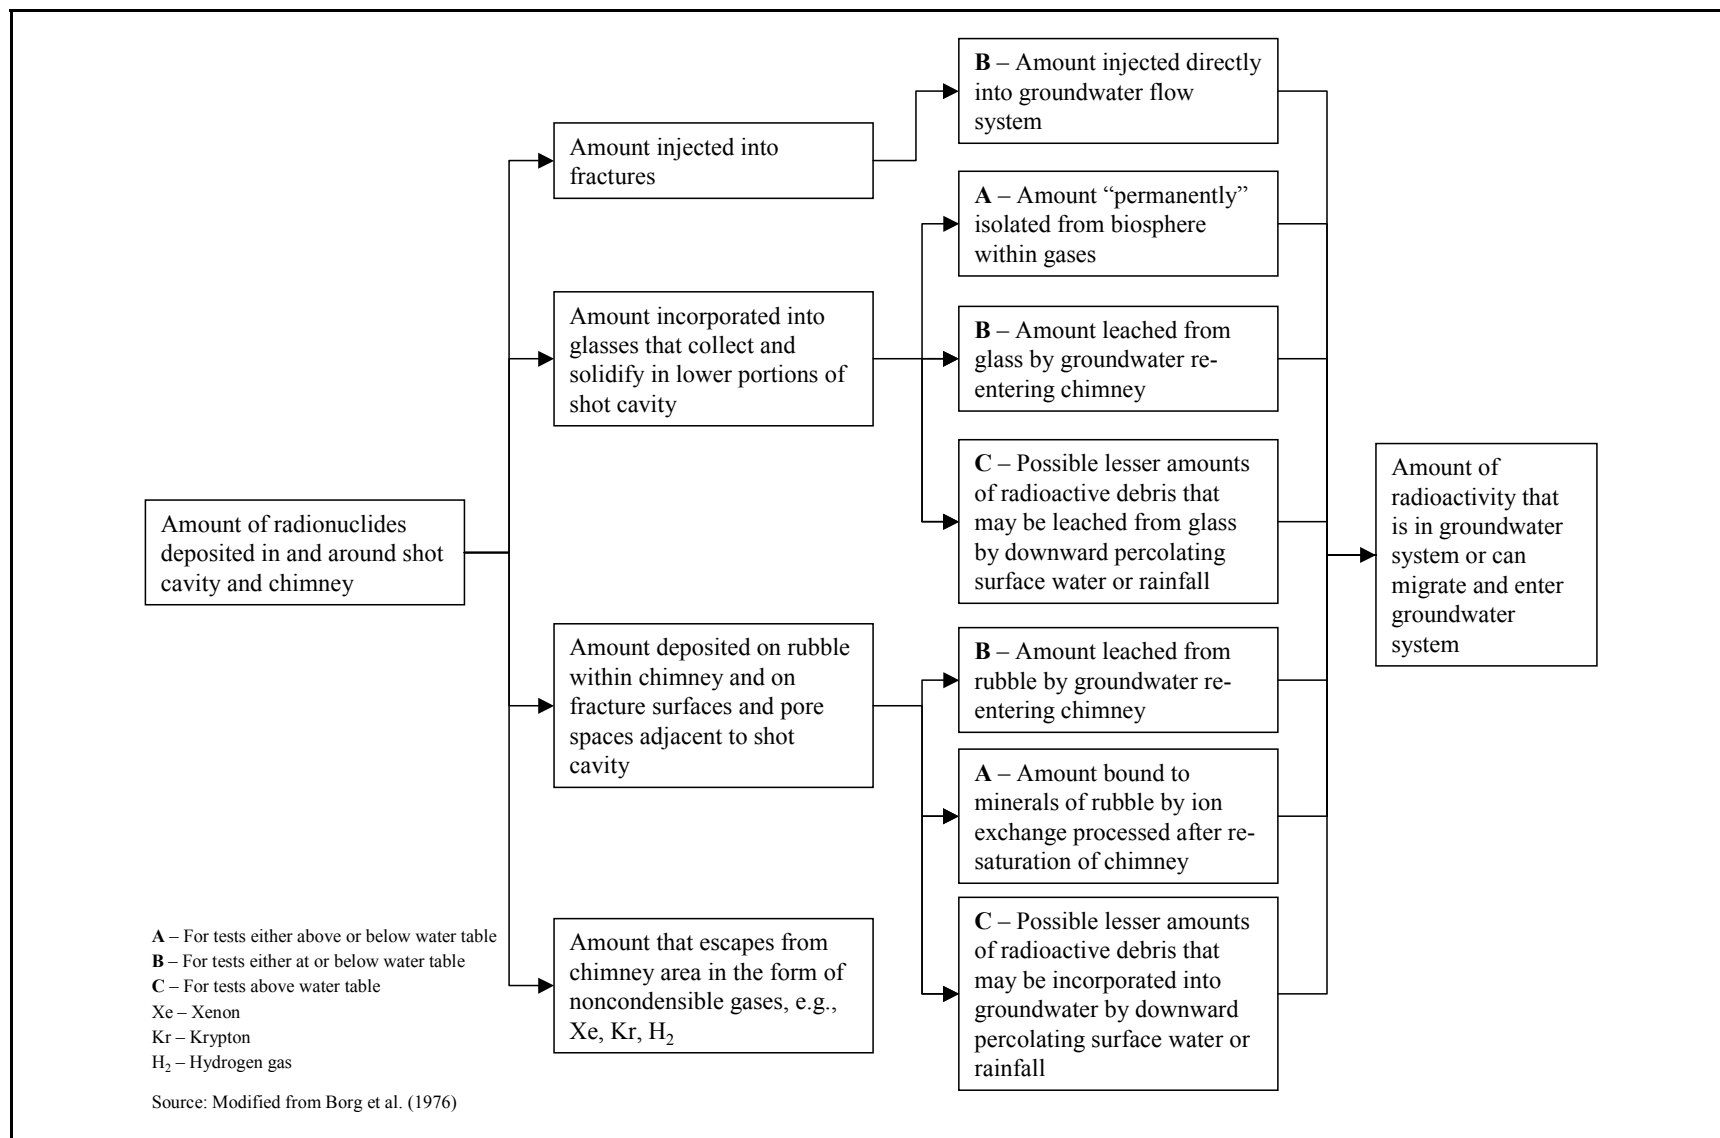 B – Amount injected directly
into groundwater flow
system
Amount injected into
fractures
A – Amount “permanently”
isolated from biosphere
within gases
Amount incorporated into
glasses that collect and
solidify in lower portions of
shot cavity
B – Amount leached from
glass by groundwater re-
entering chimney
C – Possible lesser amounts
of radioactive debris that
may be leached from glass
by downward percolating
surface water or rainfall
Amount of
radioactivity that
is in groundwater
system or can
migrate and enter
groundwater
system
Amount of radionuclides
deposited in and around shot
cavity and chimney
Amount deposited on rubble
within chimney and on
fracture surfaces and pore
spaces adjacent to shot
cavity
B – Amount leached from
rubble by groundwater re-
entering chimney
A – Amount bound to
minerals of rubble by ion
exchange processed after re-
saturation of chimney
C – Possible lesser amounts
of radioactive debris that
may be incorporated into
groundwater by downward
percolating surface water or
rainfall
Amount that escapes from
chimney area in the form of
noncondensible gases, e.g.,
Xe, Kr, H₂
A – For tests either above or below water table
B – For tests either at or below water table
C – For tests above water table
Xe – Xenon
Kr – Krypton
H₂ – Hydrogen gas
Source: Modified from Borg et al. (1976)